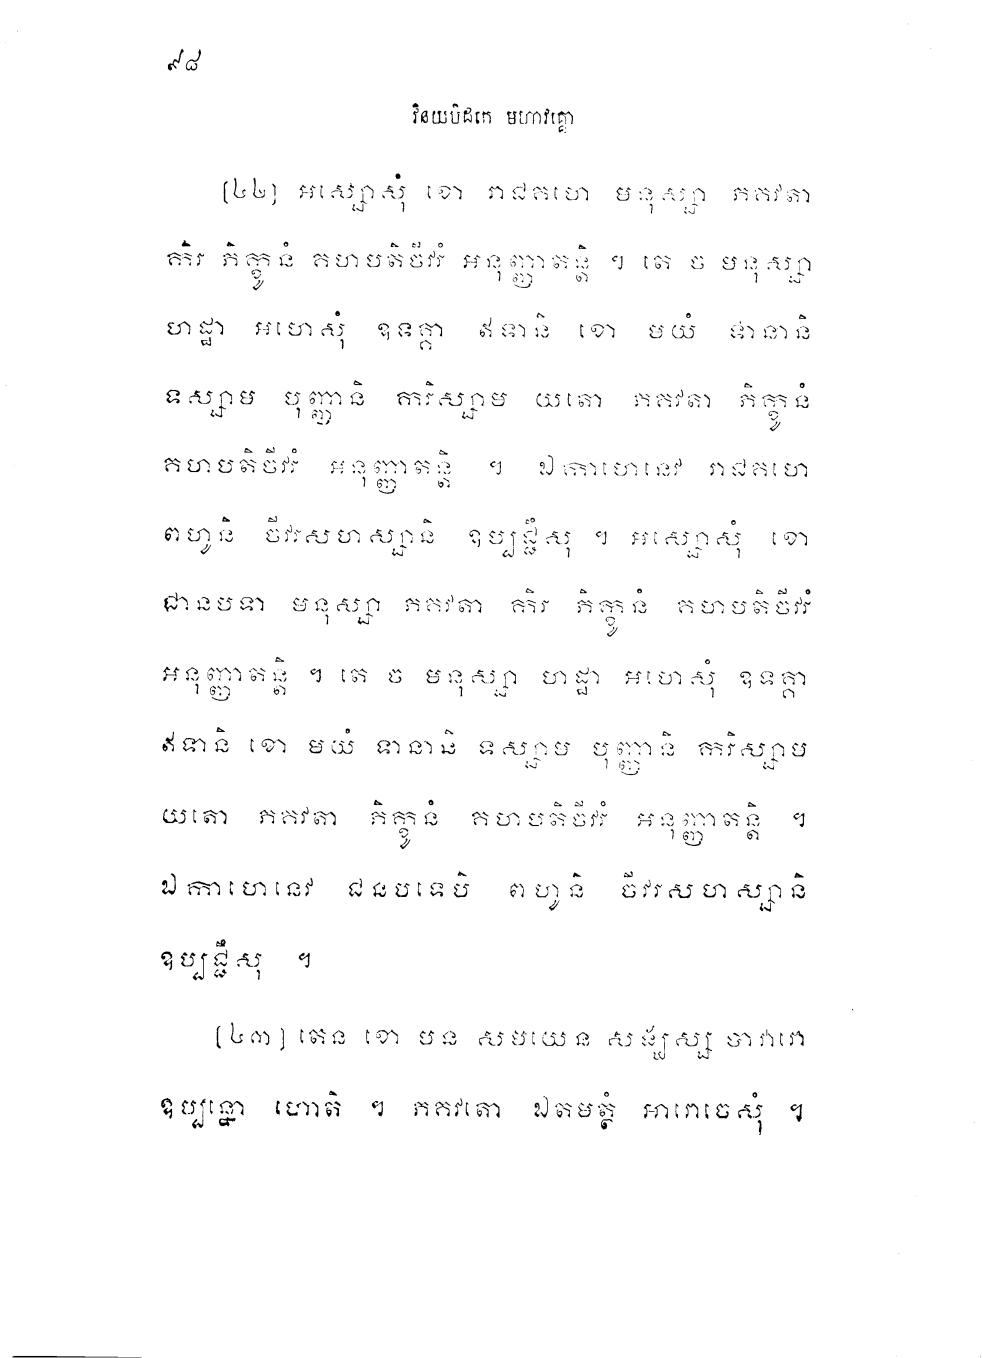 ៩៨
វិនយបិដកេ មហាវគ្គោ
[៤២] អស្សោសុំ ខោ រាជគហេ មនុស្សា ភគវតា
កិរ ភិក្ខូនំ គហបតិចីវរំ អនុញ្ញាតន្តិ ។ តេ ច មនុស្សា
ហដ្ឋា អហេសុំ ឧទគ្គា ឥទានិ ខោ មយំ ទានានិ
ទស្សាម បុញ្ញានិ ករិស្សាម យតោ ភគវតា ភិក្ខូនំ
គហបតិចីវរំ អនុញ្ញាតន្តិ ។ ឯកាហេនេវ រាជគហេ
ពហូនិ ចីវរសហស្សានិ ឧប្បជ្ជឹសុ ។ អស្សោសុំ ខោ
ជានបទា មនុស្សា ភគវតា កិរ ភិក្ខូនំ គហបតិចីវរំ
អនុញ្ញាតន្តិ ។ តេ ច មនុស្សា ហដ្ឋា អហេសុំ ឧទគ្គា
ឥទានិ ខោ មយំ ទានានិ ទស្សាម បុញ្ញានិ ករិស្សាម
យតោ ភគវតា ភិក្ខូនំ គហបតិចីវរំ អនុញ្ញាតន្តិ ។
ឯកាហេនេវ ជនបទេបិ ពហូនិ ចីវរសហស្សានិ
ឧប្បជ្ជឹសុ ។
[៤៣] តេន ខោ បន សមយេន សង្ឃស្ស បាវារោ
ឧប្បន្នោ ហោតិ ។ ភគវតោ ឯតមត្ថំ អារោចេសុំ ។